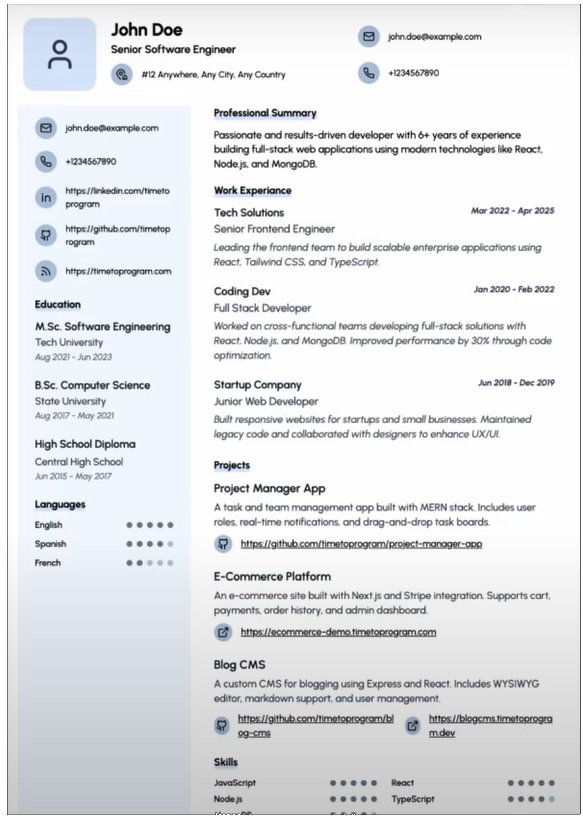 John Doe
Senior Software Engineer
#12 Anywhere, Any City, Any Country
john.doe@example.com
+1234567890
john.doe@example.com
+1234567890
https://linkedin.com/timeto
program
https://github.com/timetop
rogram
https://timetoprogram.com
Education
M.Sc. Software Engineering
Tech University
Aug 2021 - Jun 2023
B.Sc. Computer Science
State University
Aug 2017 - May 2021
High School Diploma
Central High School
Jun 2015 - May 2017
Languages
English
Spanish
French
Professional Summary
Passionate and results-driven developer with 6+ years of experience
building full-stack web applications using modern technologies like React,
Node.js, and MongoDB.
Work Experiance
Tech Solutions
Mar 2022 - Apr 2025
Senior Frontend Engineer
Leading the frontend team to build scalable enterprise applications using
React, Tailwind CSS, and TypeScript.
Coding Dev
Jan 2020 - Feb 2022
Full Stack Developer
Worked on cross-functional teams developing full-stack solutions with
React, Node.js, and MongoDB. Improved performance by 30% through code
optimization.
Startup Company
Jun 2018 - Dec 2019
Junior Web Developer
Built responsive websites for startups and small businesses. Maintained
legacy code and collaborated with designers to enhance UX/UI.
Projects
Project Manager App
A task and team management app built with MERN stack. Includes user
roles, real-time notifications, and drag-and-drop task boards.
https://github.com/timetoprogram/project-manager-app
E-Commerce Platform
An e-commerce site built with Next.js and Stripe integration. Supports cart,
payments, order history, and admin dashboard.
https://ecommerce-demo.timetoprogram.com
Blog CMS
A custom CMS for blogging using Express and React. Includes WYSIWYG
editor, markdown support, and user management.
https://github.com/timetoprogram/bl
og-cms
https://blogcms.timetoprogra
m.dev
Skills
JavaScript
React
Node.js
TypeScript